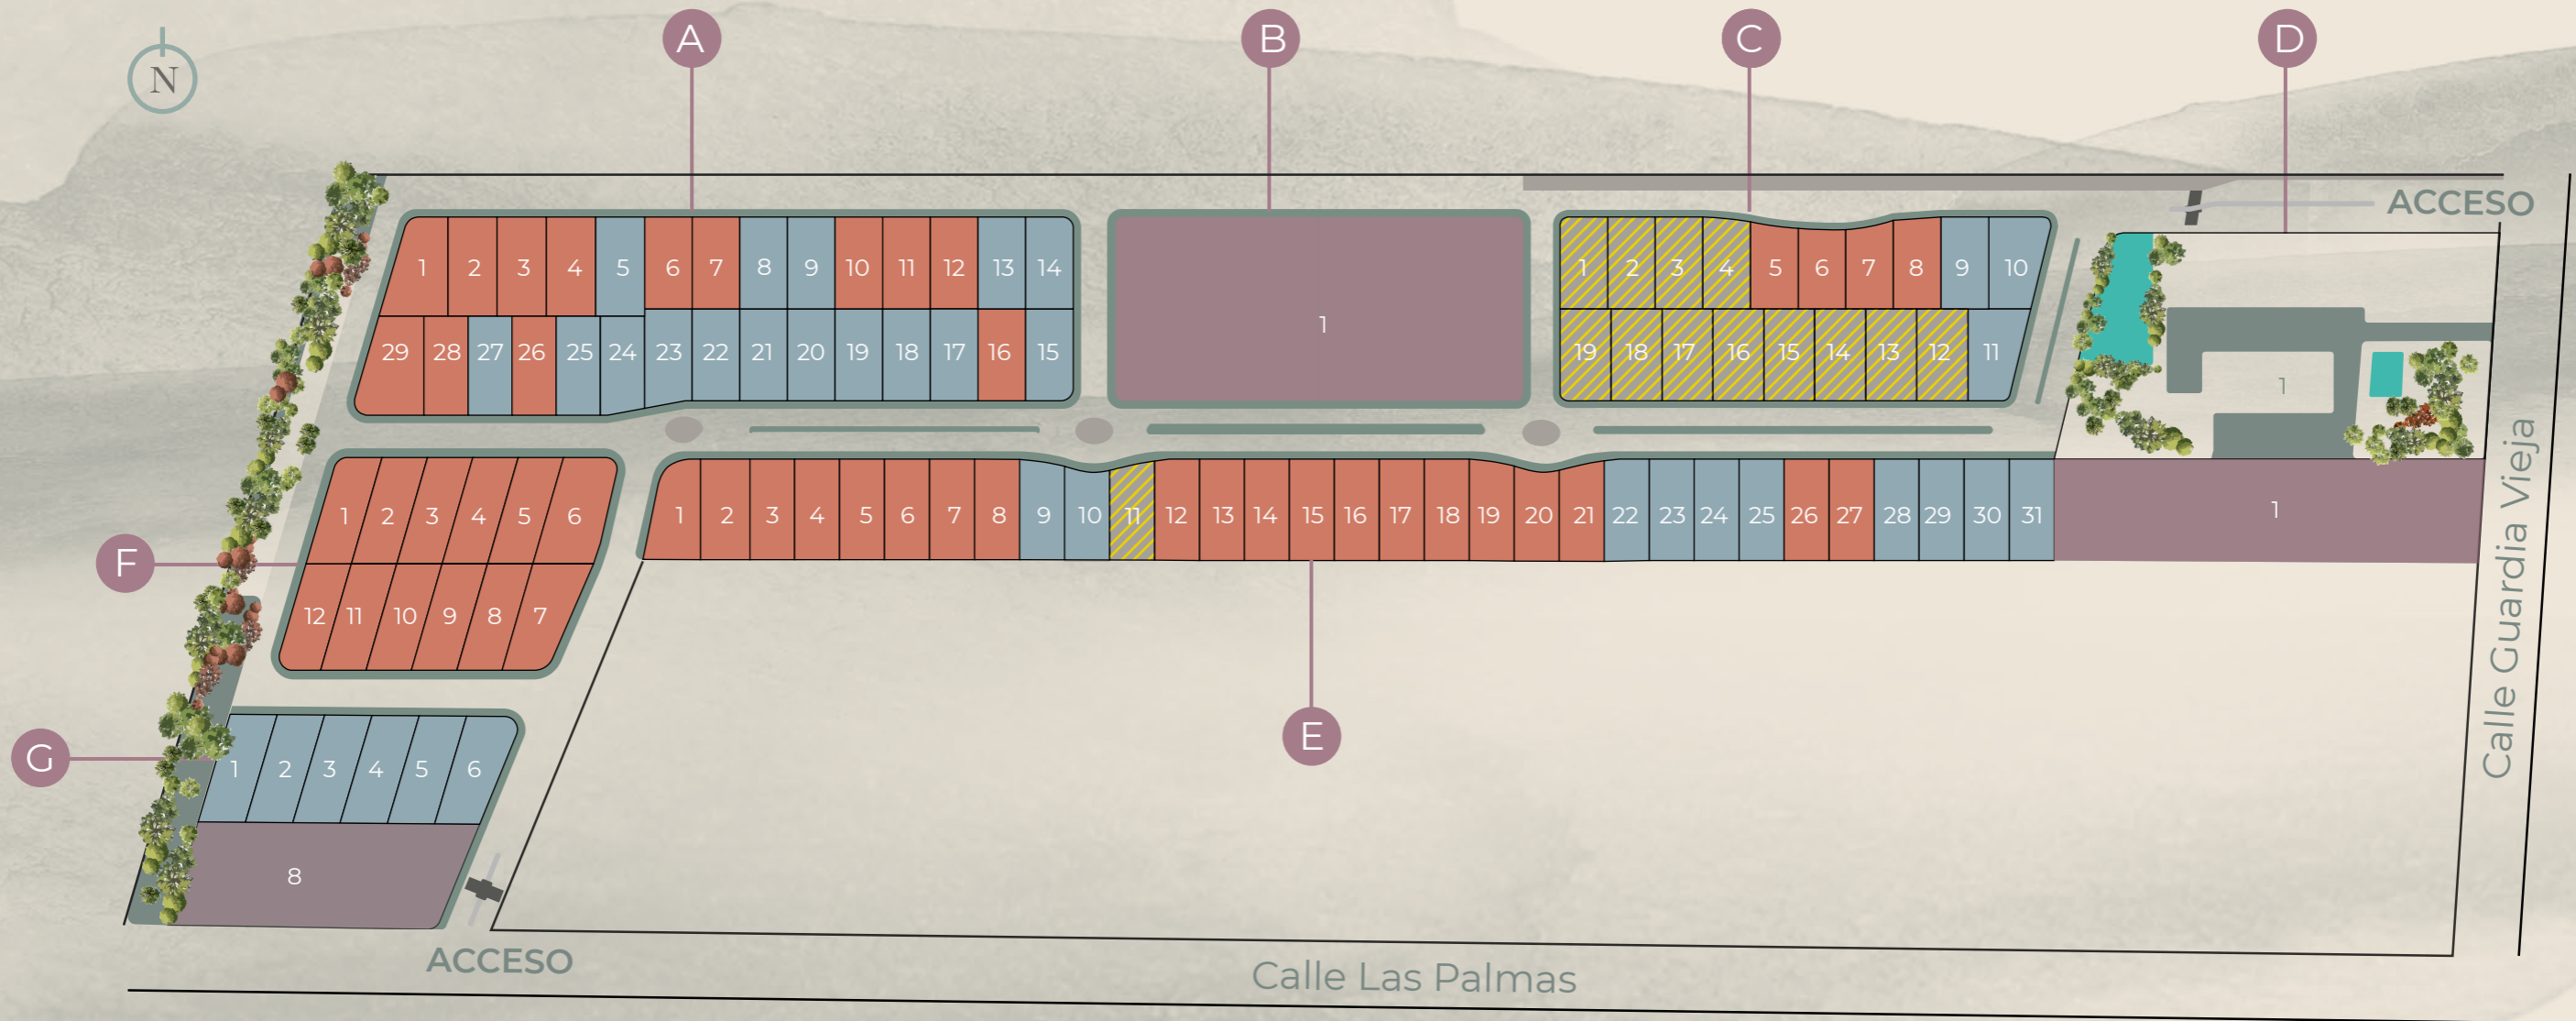 A B C D
N
ACCESO
1 2 3 4 5 6 7 8 9 10 11 12 13 14
29 28 27 26 25 24 23 22 21 20 19 18 17 16 15
1
1 2 3 4 5 6 7 8 9 10
19 18 17 16 15 14 13 12 11
1
F
1 2 3 4 5 6
12 11 10 9 8 7
1 2 3 4 5 6 7 8 9 10 11 12 13 14 15 16 17 18 19 20 21 22 23 24 25 26 27 28 29 30 31
1
E
G
1 2 3 4 5 6
8
Calle Guardia Vieja
ACCESO
Calle Las Palmas